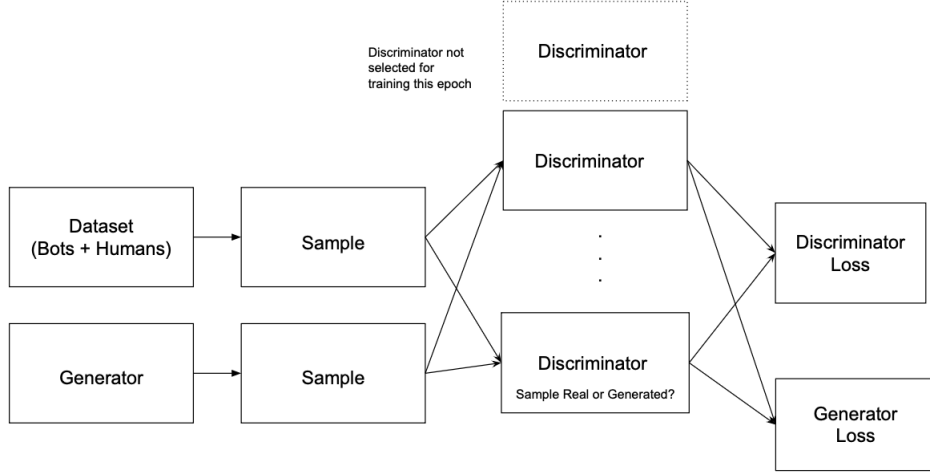 Discriminator not
selected for
training this epoch
Discriminator
Discriminator
Dataset
(Bots + Humans)
Sample
Discriminator
Loss
Generator
Sample
Discriminator
Sample Real or Generated?
Generator
Loss